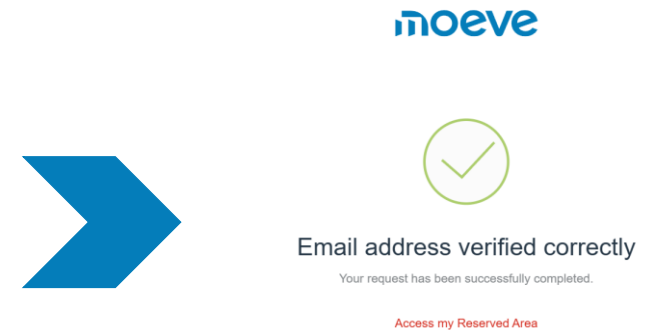 moeve
Email address verified correctly
Your request has been successfully completed.
Access my Reserved Area